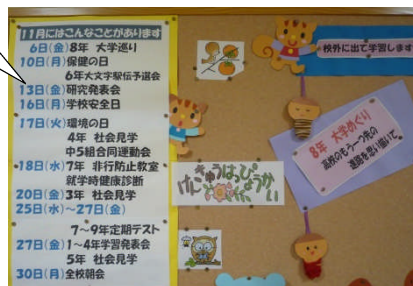 11月にはこんなことがあります
6日(金)8年 大学巡り
10日(月)保健の日
6年大文字駅伝予選会
13日(金)研究発表会
16日(月)学校安全日
17日(火)環境の日
4年 社会見学
中5組合同運動会
18日(水)7年 非行防止教室
就学時健康診断
20日(金)3年 社会見学
25日(水)~27日(金)
7~9年定期テスト
27日(金)1~4年学習発表会
5年 社会見学
30日(月)全校朝会
校外に出て学習します
8年 大学めぐり
高校のもう一つ先の
進路を思い描いて
けんきゅうはっぴょうかい